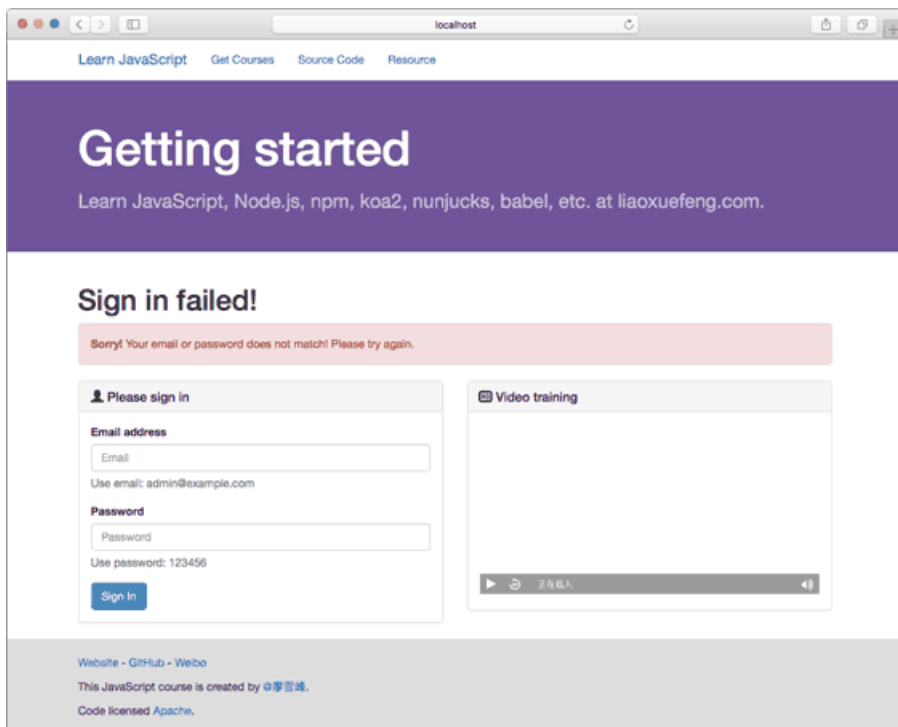 localhost
Learn JavaScript Get Courses Source Code Resource
Getting started
Learn JavaScript, Node.js, npm, koa2, nunjucks, babel, etc. at liaoxuefeng.com.
Sign in failed!
Sorry! Your email or password does not match! Please try again.
Please sign in
Email address
Email
Use email: admin@example.com
Password
Password
Use password: 123456
Sign In
Video training
正在载入
Website - GitHub - Weibo
This JavaScript course is created by @廖雪峰.
Code licensed Apache.